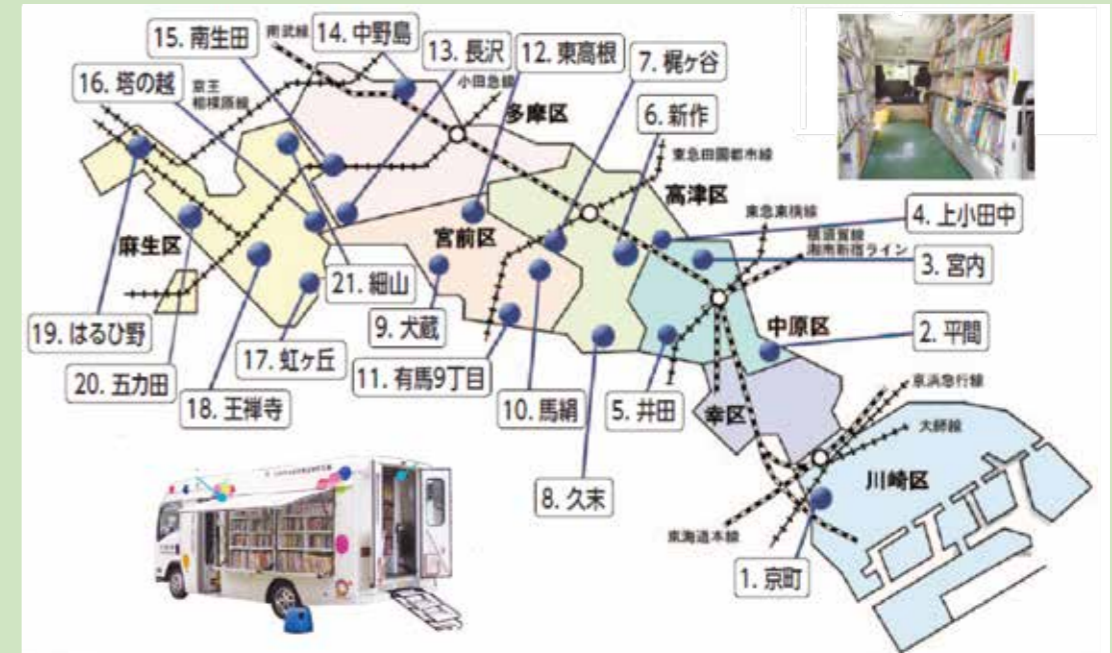 15. 南生田
南武線
14. 中野島
13. 長沢
12. 東高根
7. 梶ヶ谷
16. 塔の越
京王
相模原線
小田急線
多摩区
6. 新作
東急田園都市線
高津区
4. 上小田中
東急東横線
横須賀線
湘南新宿ライン
3. 宮内
麻生区
宮前区
21. 細山
9. 犬蔵
中原区
2. 平間
19. はるひ野
17. 虹ヶ丘
11. 有馬9丁目
20. 五力田
18. 王禅寺
10. 馬絹
5. 井田
幸区
京浜急行線
大師線
8. 久末
川崎区
東海道本線
1. 京町